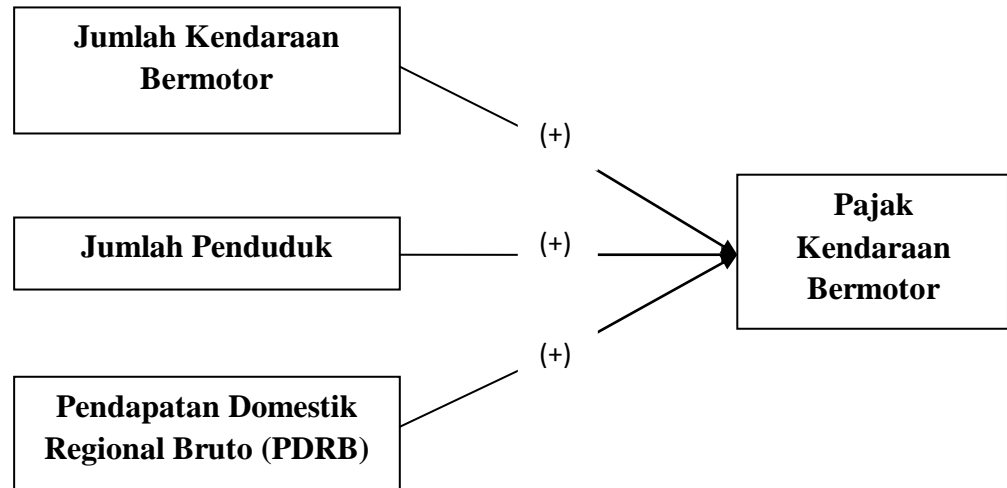 Jumlah Kendaraan
Bermotor
(+)
Jumlah Penduduk
(+)
Pajak
Kendaraan
Bermotor
(+)
Pendapatan Domestik
Regional Bruto (PDRB)